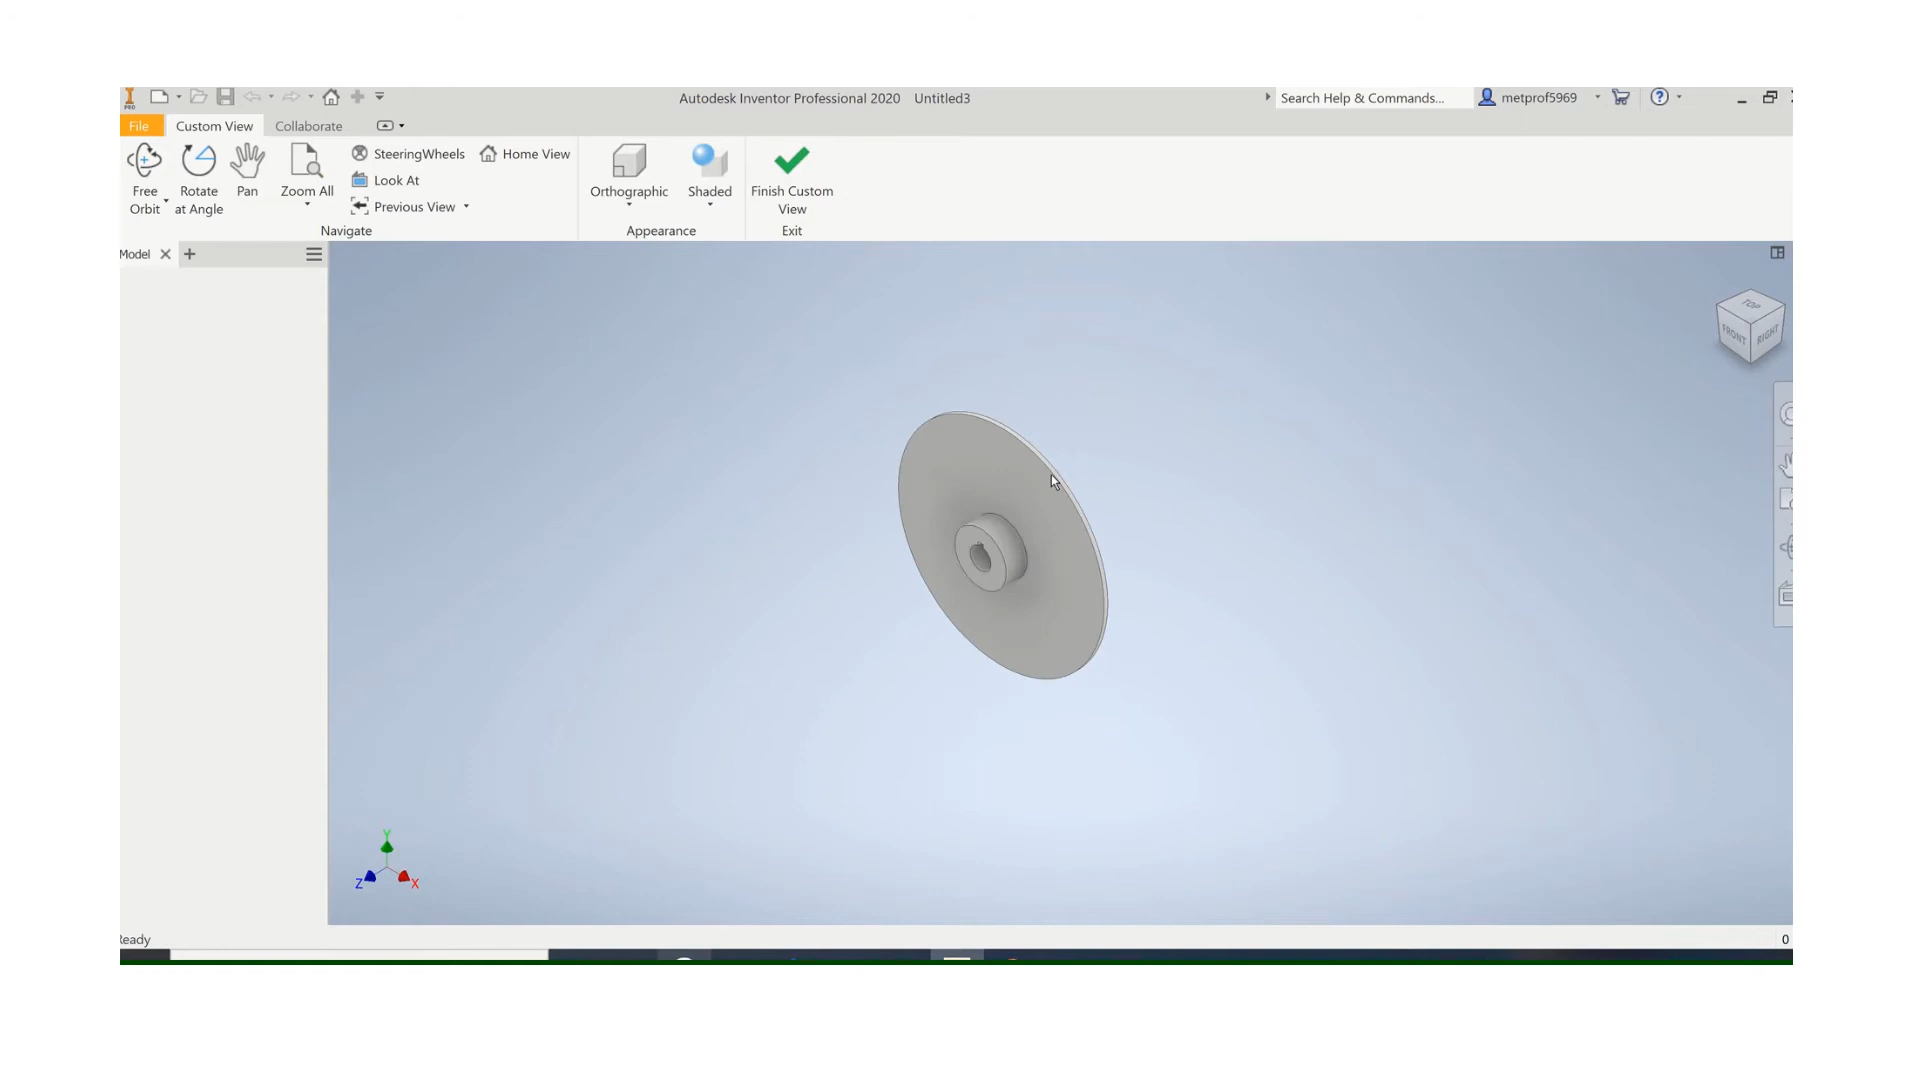 PRO
Autodesk Inventor Professional 2020 Untitled3
Search Help & Commands...
metprof5969
File
Custom View
Collaborate
Free Orbit
Rotate at Angle
Pan
Zoom All
SteeringWheels
Look At
Previous View
Home View
Navigate
Orthographic
Shaded
Appearance
Finish Custom View
Exit
Model
TOP
FRONT
RIGHT
Y
Z
X
Ready
0